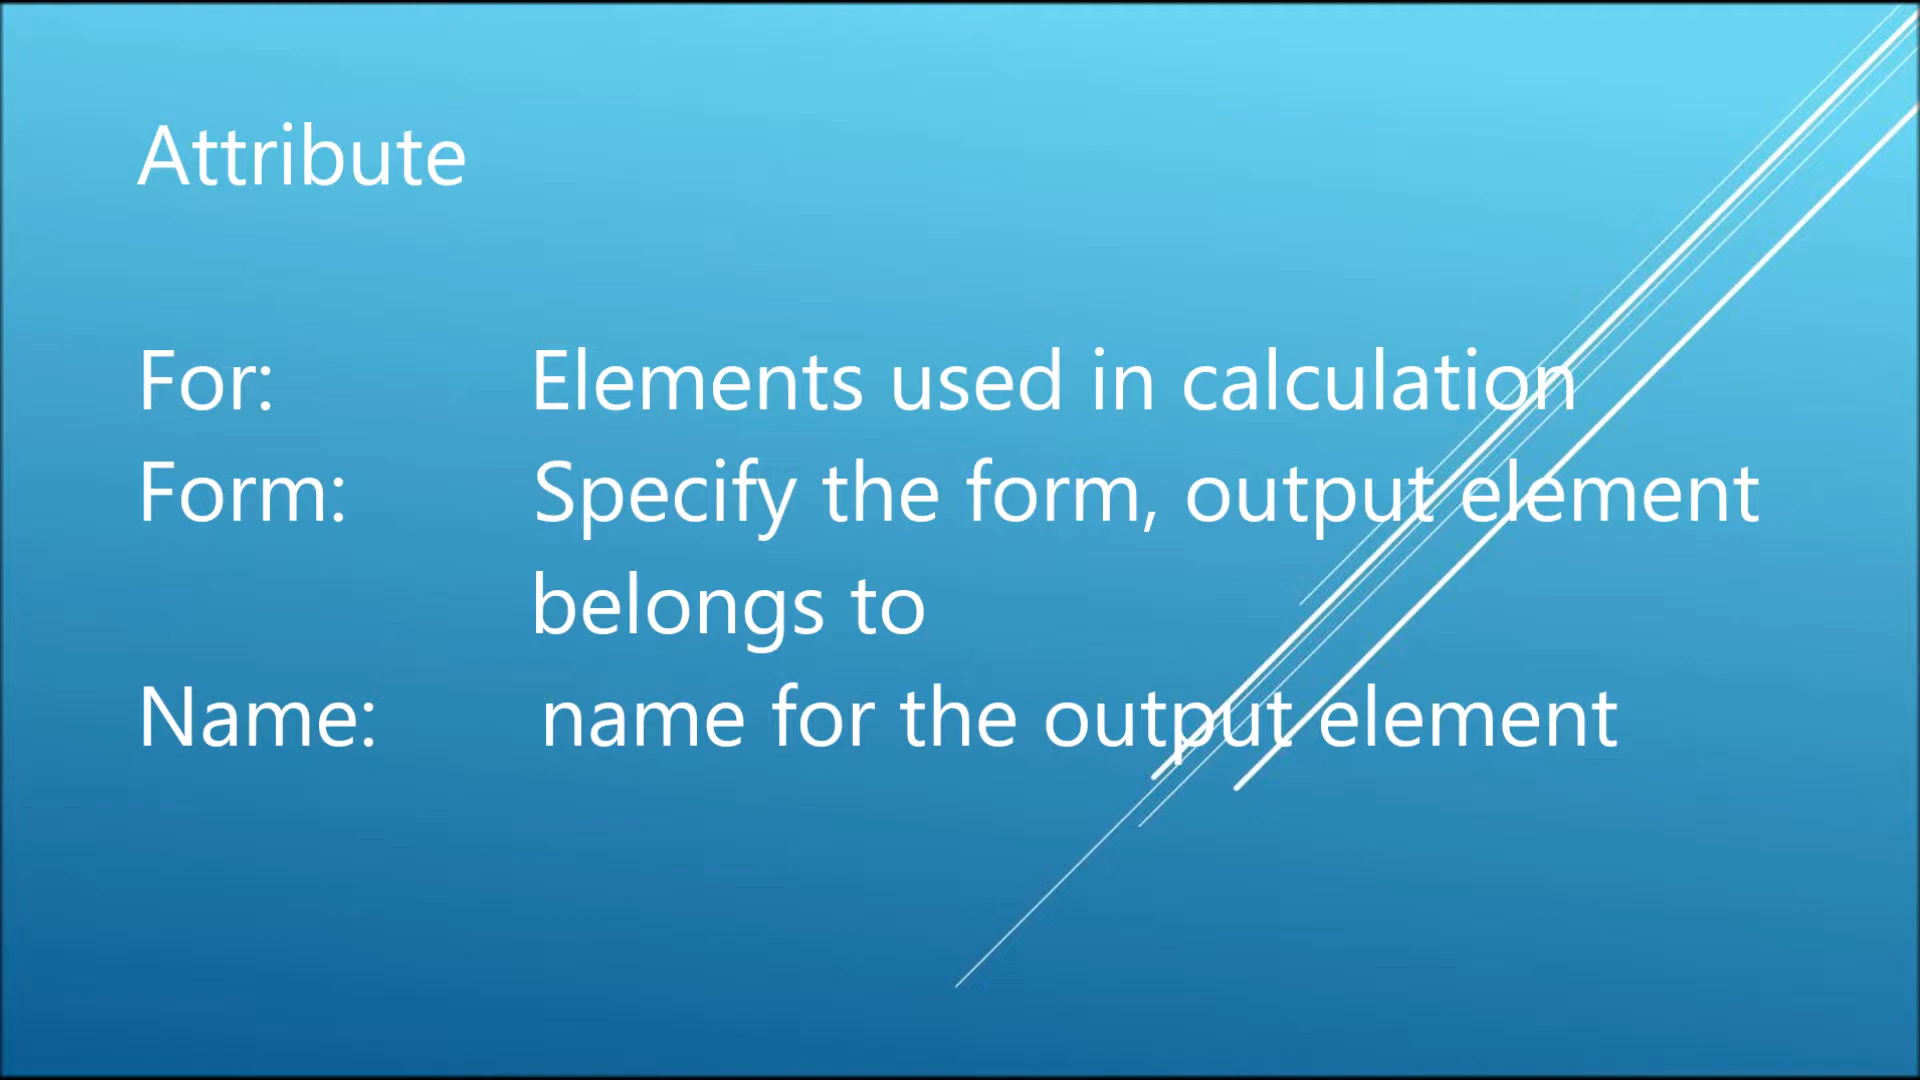 Attribute
For: Elements used in calculation
Form: Specify the form, output element
belongs to
Name: name for the output element